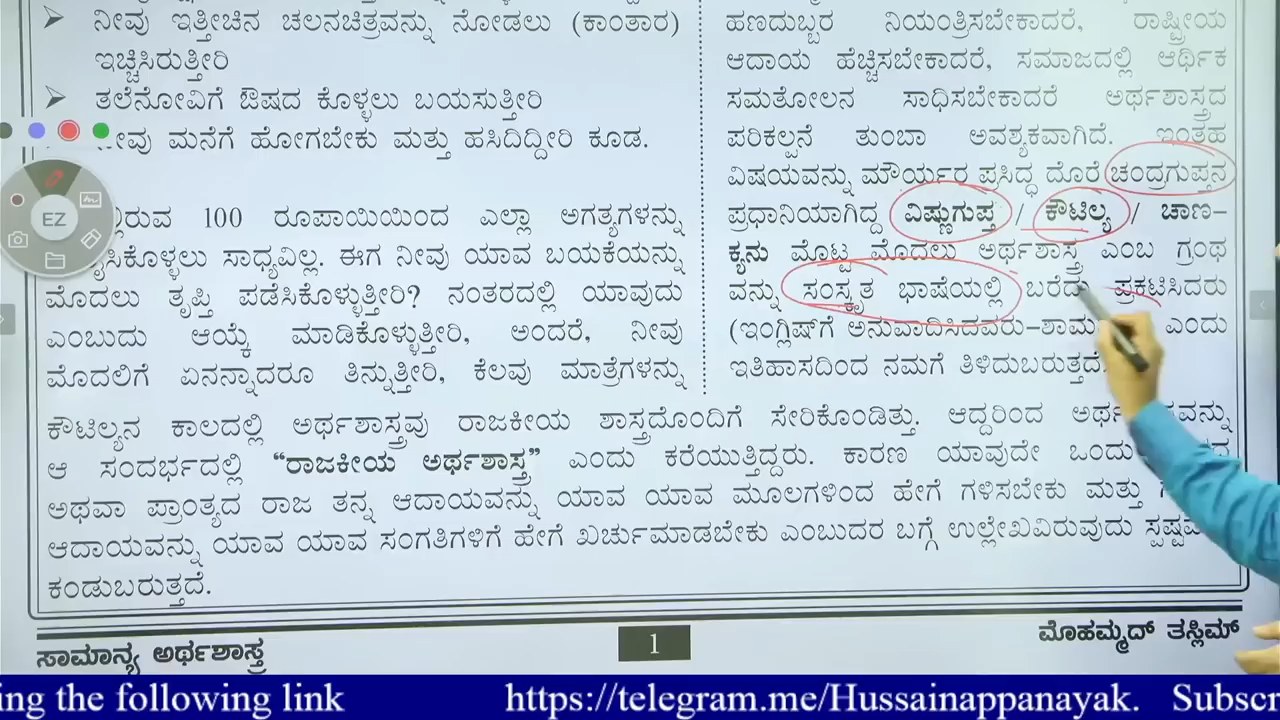 ನೀವು ಇತ್ತೀಚಿನ ಚಲನಚಿತ್ರವನ್ನು ನೋಡಲು (ಕಾಂತಾರ)
ಇಚ್ಚಿಸಿರುತ್ತೀರಿ
ತಲೆನೋವಿಗೆ ಔಷದ ಕೊಳ್ಳಲು ಬಯಸುತ್ತೀರಿ
ಮನೆಗೆ ಹೋಗಬೇಕು ಮತ್ತು ಹಸಿದಿದ್ದೀರಿ ಕೂಡ.
100 ರೂಪಾಯಿಯಿಂದ ಎಲ್ಲಾ ಅಗತ್ಯಗಳನ್ನು
ಸಾಧ್ಯವಿಲ್ಲ. ಈಗ ನೀವು ಯಾವ ಬಯಕೆಯನ್ನು
ಮೊದಲು ತೃಪ್ತಿ ಪಡೆಸಿಕೊಳ್ಳುತ್ತೀರಿ? ನಂತರದಲ್ಲಿ ಯಾವುದು
ಎಂಬುದು ಆಯ್ಕೆ ಮಾಡಿಕೊಳ್ಳುತ್ತೀರಿ, ಅಂದರೆ, ನೀವು
ಮೊದಲಿಗೆ ಏನನ್ನಾದರೂ ತಿನ್ನುತ್ತೀರಿ, ಕೆಲವು ಮಾತ್ರೆಗಳನ್ನು
ಹಣದುಬ್ಬರ ನಿಯಂತ್ರಿಸಬೇಕಾದರೆ, ರಾಷ್ಟ್ರೀಯ
ಆದಾಯ ಹೆಚ್ಚಿಸಬೇಕಾದರೆ, ಸಮಾಜದಲ್ಲಿ ಆರ್ಥಿಕ
ಸಮತೋಲನ ಸಾಧಿಸಬೇಕಾದರೆ ಅರ್ಥಶಾಸ್ತ್ರದ
ಪರಿಕಲ್ಪನೆ ತುಂಬಾ ಅವಶ್ಯಕವಾಗಿದೆ. ಇಂತಹ
ವಿಷಯವನ್ನು ಮೌರ್ಯರ ಪ್ರಸಿದ್ಧ ದೊರೆ ಚಂದ್ರಗುಪ್ತನ
ಪ್ರಧಾನಿಯಾಗಿದ್ದ ವಿಷ್ಣುಗುಪ್ತ / ಕೌಟಿಲ್ಯ / ಚಾಣ-
ಕ್ಯನು ಮೊಟ್ಟ ಮೊದಲು ಅರ್ಥಶಾಸ್ತ್ರ ಎಂಬ ಗ್ರಂಥ
ವನ್ನು ಸಂಸ್ಕೃತ ಭಾಷೆಯಲ್ಲಿ ಬರೆದು ಪ್ರಕಟಿಸಿದರು
(ಇಂಗ್ಲಿಷ್‌ಗೆ ಅನುವಾದಿಸಿದವರು-ಶಾಮ ಎಂದು
ಇತಿಹಾಸದಿಂದ ನಮಗೆ ತಿಳಿದುಬರುತ್ತದೆ.
ಕೌಟಿಲ್ಯನ ಕಾಲದಲ್ಲಿ ಅರ್ಥಶಾಸ್ತ್ರವು ರಾಜಕೀಯ ಶಾಸ್ತ್ರದೊಂದಿಗೆ ಸೇರಿಕೊಂಡಿತ್ತು. ಆದ್ದರಿಂದ
ಆ ಸಂದರ್ಭದಲ್ಲಿ "ರಾಜಕೀಯ ಅರ್ಥಶಾಸ್ತ್ರ" ಎಂದು ಕರೆಯುತ್ತಿದ್ದರು. ಕಾರಣ ಯಾವುದೇ ಒಂದು
ಅಥವಾ ಪ್ರಾಂತ್ಯದ ರಾಜ ತನ್ನ ಆದಾಯವನ್ನು ಯಾವ ಯಾವ ಮೂಲಗಳಿಂದ ಹೇಗೆ ಗಳಿಸಬೇಕು ಮತ್ತು
ಆದಾಯವನ್ನು ಯಾವ ಯಾವ ಸಂಗತಿಗಳಿಗೆ ಹೇಗೆ ಖರ್ಚುಮಾಡಬೇಕು ಎಂಬುದರ ಬಗ್ಗೆ ಉಲ್ಲೇಖವಿರುವುದು
ಕಂಡುಬರುತ್ತದೆ.
ಸಾಮಾನ್ಯ ಅರ್ಥಶಾಸ್ತ್ರ 1 ಮೊಹಮ್ಮದ್ ತಸ್ಲಿಮ್
EZ
ing the following link https://telegram.me/Hussainappanayak. Subscr